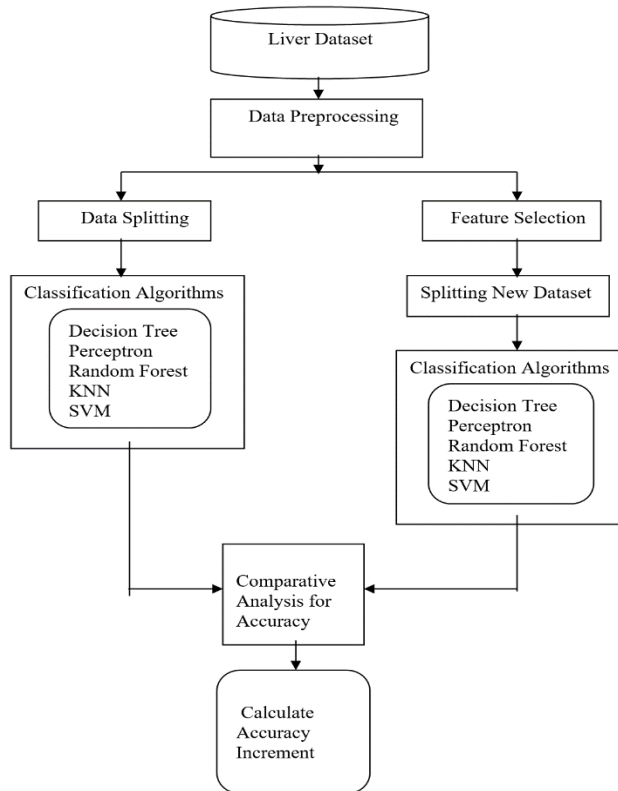 Liver Dataset
Data Preprocessing
Data Splitting
Feature Selection
Classification Algorithms
Decision Tree
Perceptron
Random Forest
KNN
SVM
Splitting New Dataset
Classification Algorithms
Decision Tree
Perceptron
Random Forest
KNN
SVM
Comparative
Analysis for
Accuracy
Calculate
Accuracy
Increment